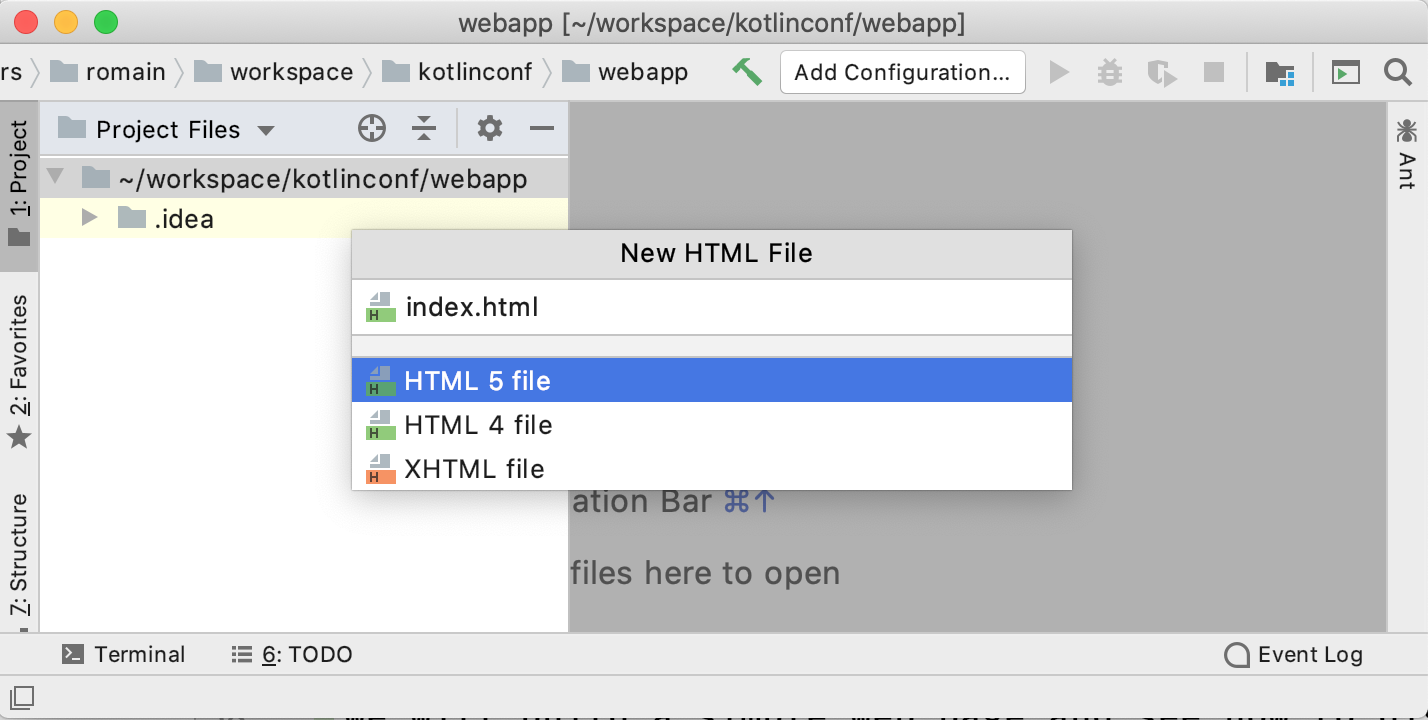 webapp [~/workspace/kotlinconf/webapp]
rs romain workspace kotlinconf webapp Add Configuration...
Project Files
1: Project
~/workspace/kotlinconf/webapp
.idea
Ant
New HTML File
H index.html
H HTML 5 file
H HTML 4 file
H XHTML file
2: Favorites
ation Bar ⌘↑
files here to open
7: Structure
Terminal 6: TODO Event Log